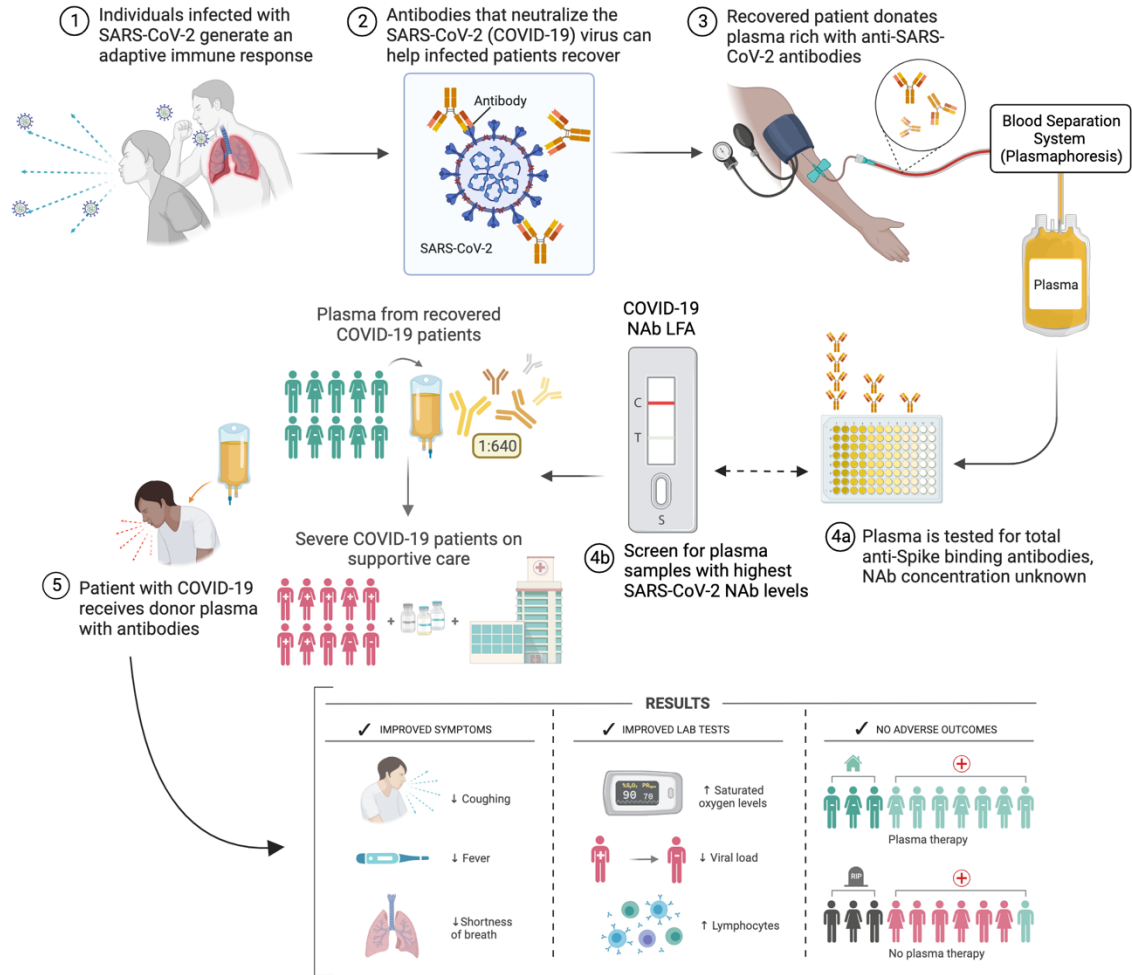 1
Individuals infected with
SARS-CoV-2 generate an
adaptive immune response
2
Antibodies that neutralize the
SARS-CoV-2 (COVID-19) virus can
help infected patients recover
Antibody
SARS-CoV-2
3
Recovered patient donates
plasma rich with anti-SARS-
CoV-2 antibodies
Blood Separation
System
(Plasmaphoresis)
Plasma
4a
Plasma is tested for total
anti-Spike binding antibodies,
NAb concentration unknown
COVID-19
NAb LFA
C
T
S
4b
Screen for plasma
samples with highest
SARS-CoV-2 NAb levels
Plasma from recovered
COVID-19 patients
1:640
Severe COVID-19 patients on
supportive care
5
Patient with COVID-19
receives donor plasma
with antibodies
RESULTS
✓ IMPROVED SYMPTOMS
↓ Coughing
↓ Fever
↓Shortness
of breath
✓ IMPROVED LAB TESTS
90 70
↑ Saturated
oxygen levels
↓ Viral load
↑ Lymphocytes
✓ NO ADVERSE OUTCOMES
Plasma therapy
RIP
No plasma therapy